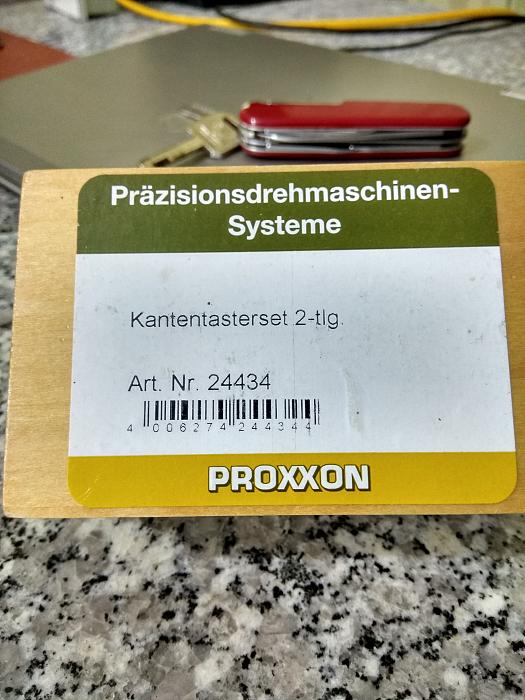 Präzisionsdrehmaschinen-
Systeme
Kantentasterset 2-tlg.
Art. Nr. 24434
4 006274 244344
PROXXON